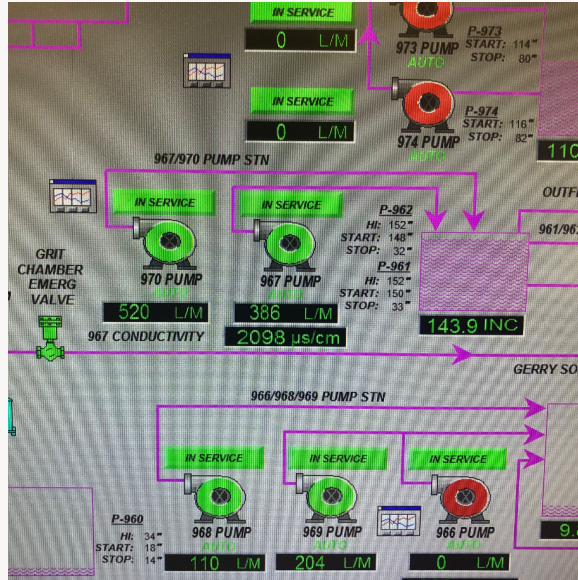 IN SERVICE
0 L/M
973 PUMP
AUTO
P-973
START: 114"
STOP: 80"
IN SERVICE
0 L/M
974 PUMP
AUTO
P-974
START: 116"
STOP: 82"
110
967/970 PUMP STN
IN SERVICE
970 PUMP
AUTO
520 L/M
IN SERVICE
967 PUMP
AUTO
386 L/M
967 CONDUCTIVITY
2098 µs/cm
P-962
HI: 152"
START: 148"
STOP: 32"
P-961
HI: 152"
START: 150"
STOP: 33"
143.9 INC
OUTF
961/962
GRIT
CHAMBER
EMERG
VALVE
GERRY SO
966/968/969 PUMP STN
P-960
HI: 34"
START: 18"
STOP: 14"
IN SERVICE
968 PUMP
AUTO
110 L/M
IN SERVICE
969 PUMP
AUTO
204 L/M
IN SERVICE
966 PUMP
AUTO
0 L/M